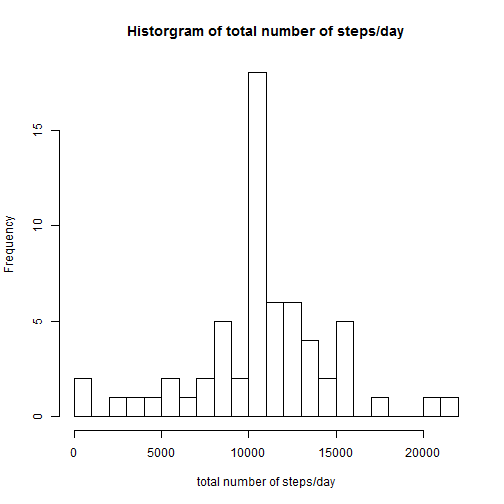 Historgram of total number of steps/day
Frequency
15
10
5
0
0 5000 10000 15000 20000
total number of steps/day